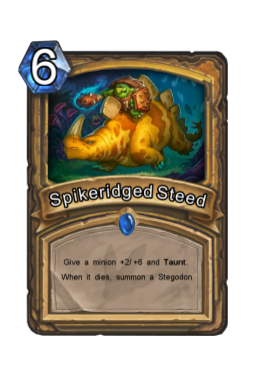 6
Spikeridged Steed
Give a minion +2/+6 and Taunt.
When it dies, summon a Stegodon.